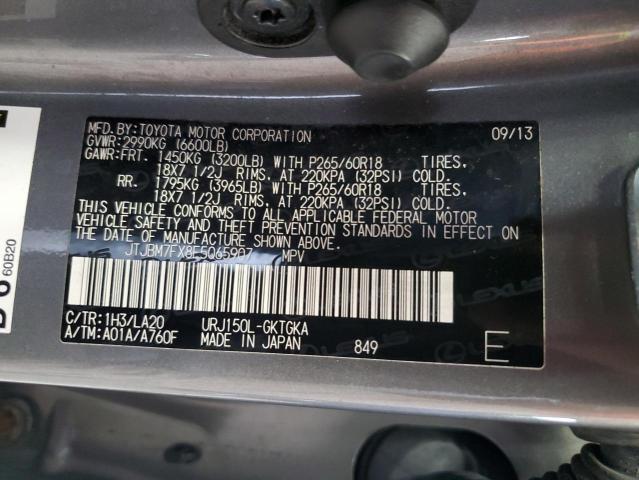 MFD. BY: TOYOTA MOTOR CORPORATION 09/13
GVWR: 2990KG (6600LB)
GAWR: FRT. 1450KG (3200LB) WITH P265/60R18 TIRES,
18X7 1/2J RIMS, AT 220KPA (32PSI) COLD.
RR. 1795KG (3965LB) WITH P265/60R18 TIRES,
18X7 1/2J RIMS, AT 220KPA (32PSI) COLD.
THIS VEHICLE CONFORMS TO ALL APPLICABLE FEDERAL MOTOR
VEHICLE SAFETY AND THEFT PREVENTION STANDARDS IN EFFECT ON
THE DATE OF MANUFACTURE SHOWN ABOVE.
JTJBM7FX8E5065907 MPV
C/TR: 1H3/LA20 URJ150L-GKTGKA
A/TM: A01A/A760F MADE IN JAPAN 849 E
LEXUS
60B20